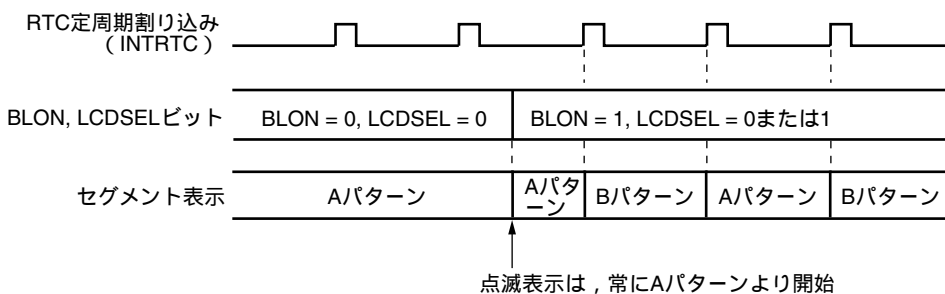 RTC定周期割り込み
（INTRTC）
BLON, LCDSELビット
BLON = 0, LCDSEL = 0
BLON = 1, LCDSEL = 0または1
セグメント表示
Aパターン
Aパタ
ーン
Bパターン
Aパターン
Bパターン
点滅表示は，常にAパターンより開始